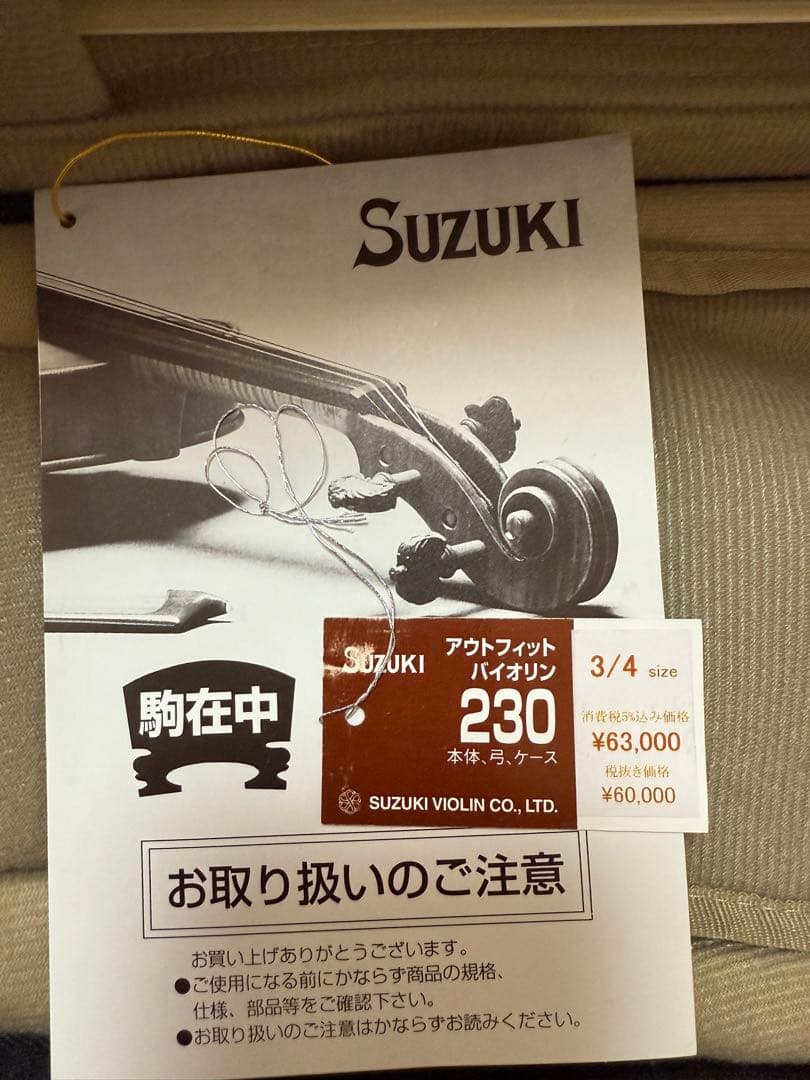 SUZUKI
SUZUKI
アウトフィット
バイオリン
230
本体、弓、ケース
SUZUKI VIOLIN CO., LTD.
3/4 size
消費税5%込み価格
¥63,000
税抜き価格
¥60,000
駒在中
お取り扱いのご注意
お買い上げありがとうございます。
●ご使用になる前にかならず商品の規格、
仕様、部品等をご確認下さい。
●お取り扱いのご注意はかならずお読みください。